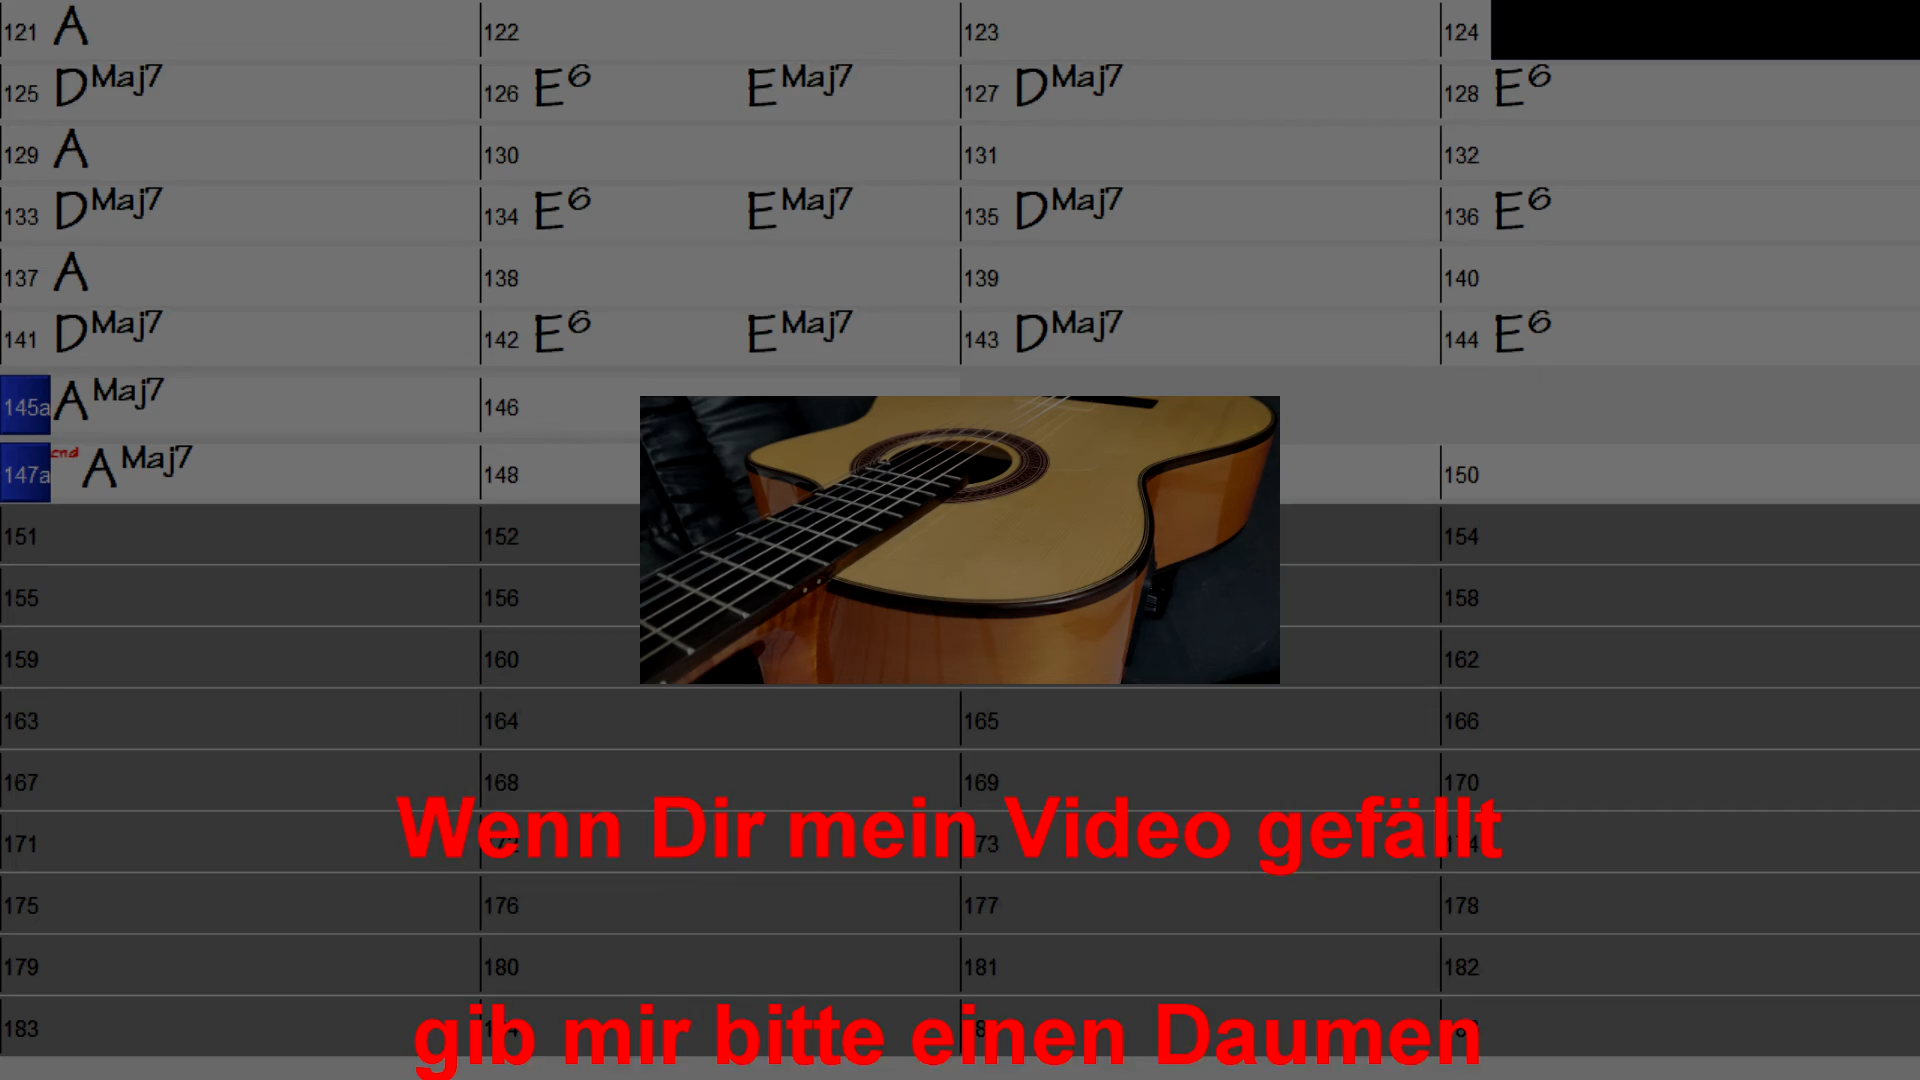 121 A 122 123 124
125 DMaj7 126 E6 EMaj7 127 DMaj7 128 E6
129 A 130 131 132
133 DMaj7 134 E6 EMaj7 135 DMaj7 136 E6
137 A 138 139 140
141 DMaj7 142 E6 EMaj7 143 DMaj7 144 E6
145a AMaj7 146
147a end AMaj7 148 150
151 152 154
155 156 158
159 160 162
163 164 165 166
167 168 169 170
171
Wenn Dir mein Video gefällt
175 176 177 178
179 180 181 182
183
gib mir bitte einen Daumen